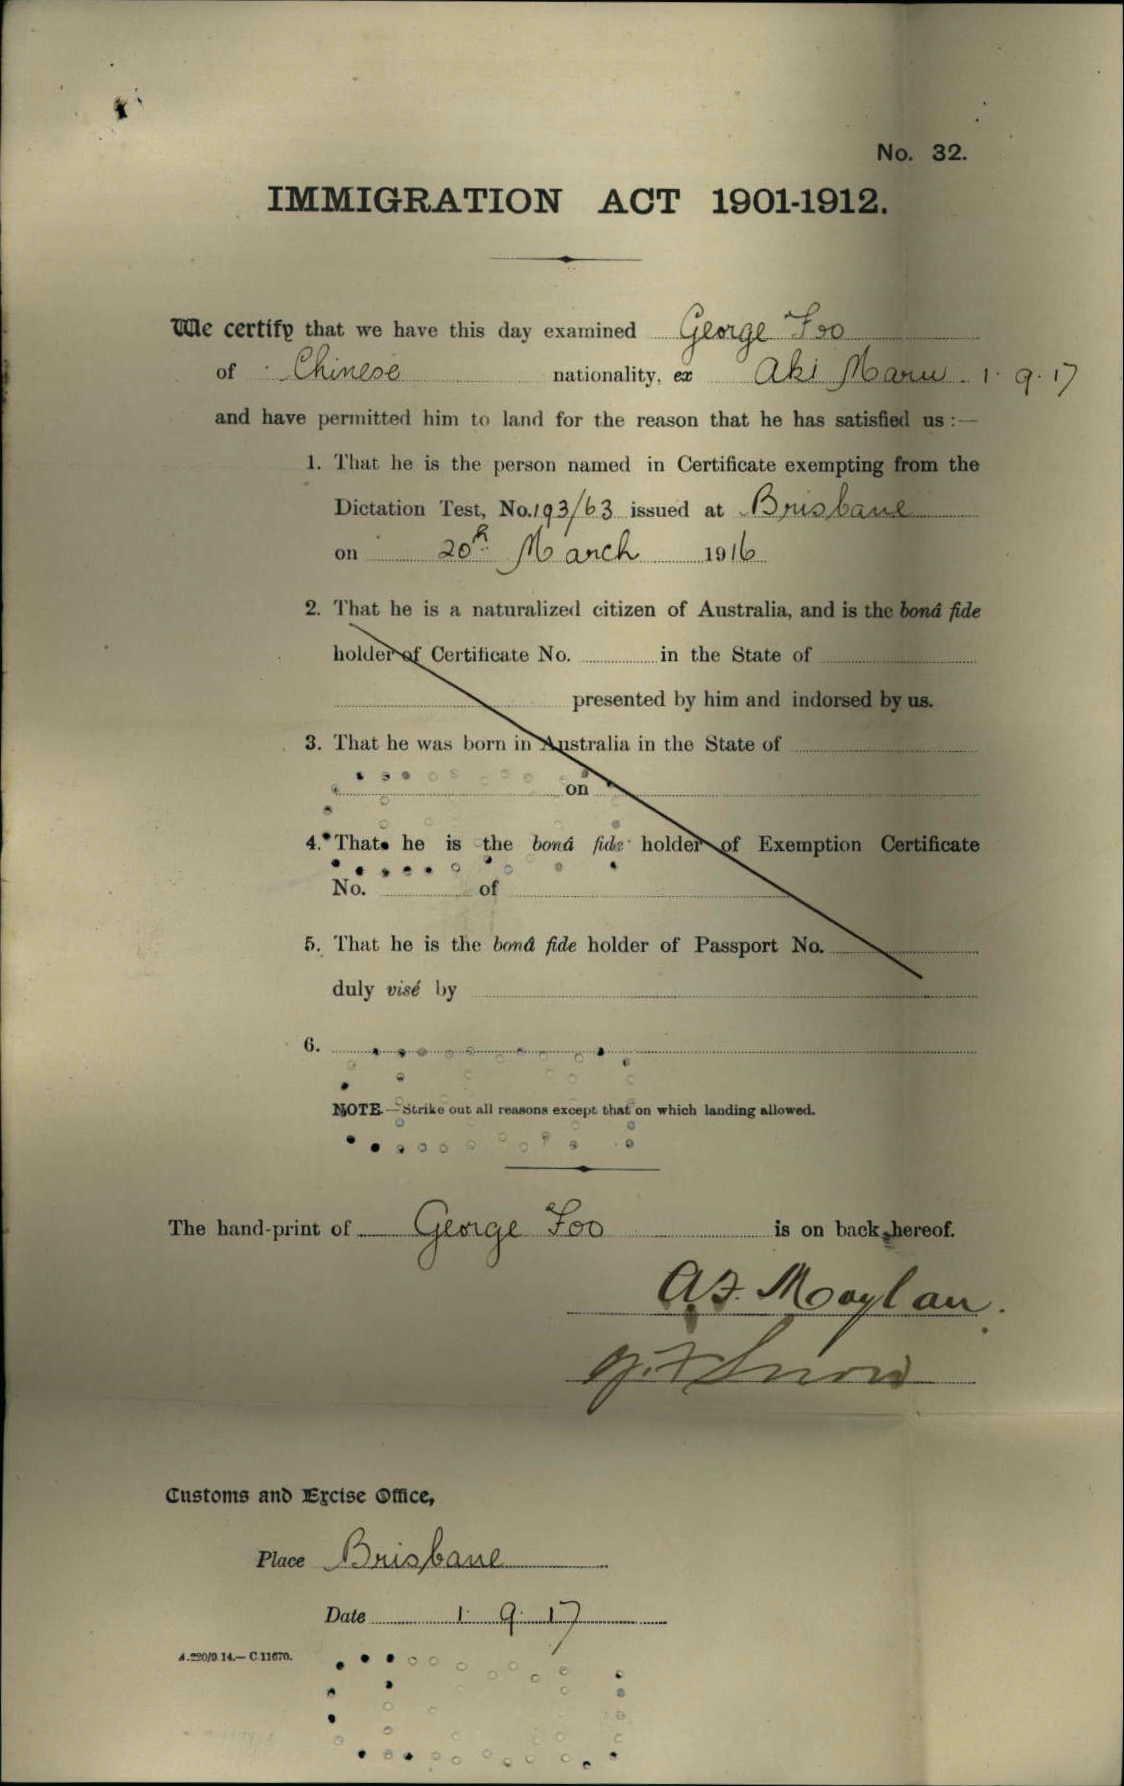 No. 32.
IMMIGRATION ACT 1901-1912.
We certify that we have this day examined George Foo
of Chinese nationality, ex Aki Maru. 1. 9. 17
and have permitted him to land for the reason that he has satisfied us :—
1. That he is the person named in Certificate exempting from the
Dictation Test, No. 193/63 issued at Brisbane
on 20th March 1916
2. That he is a naturalized citizen of Australia, and is the bonâ fide
holder of Certificate No. in the State of
presented by him and indorsed by us.
3. That he was born in Australia in the State of
on
4. That he is the bonâ fide holder of Exemption Certificate
No. of
5. That he is the bonâ fide holder of Passport No.
duly visé by
6.
NOTE.—Strike out all reasons except that on which landing allowed.
The hand-print of George Foo is on back hereof.
A.F. Moylan.
Snow
Customs and Excise Office,
Place Brisbane
Date 1. 9. 17
A.220/9.14.—C.11670.